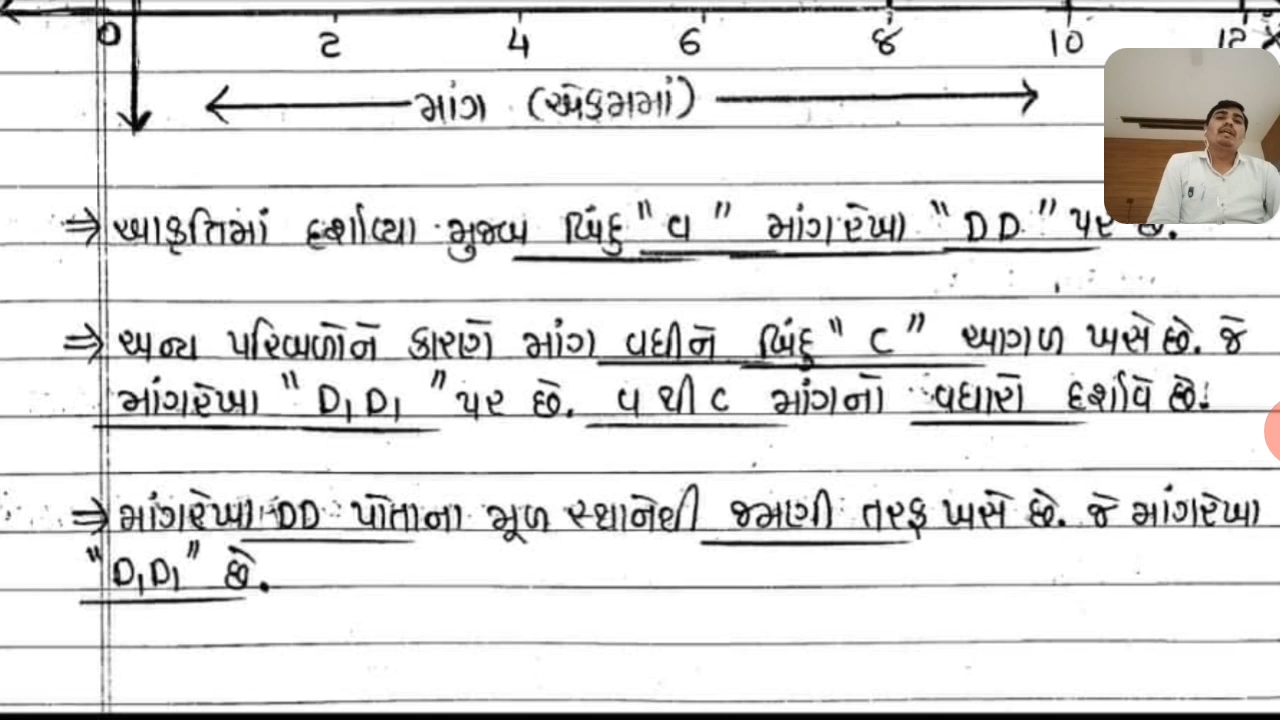 0 2 4 6 8 10 12 X
માંગ (એકમમાં)
⇒ આકૃતિમાં દર્શાવ્યા મુજબ બિંદુ "વ" માંગરેખા "DD" પર છે.
⇒ અન્ય પરિબળોને કારણે માંગ વધીને બિંદુ "C" આગળ ખસે છે. જે
માંગરેખા "D₁D₁" પર છે. વ થી C માંગનો વધારો દર્શાવે છે.
⇒ માંગરેખા DD પોતાના મૂળ સ્થાનેથી જમણી તરફ ખસે છે. જે માંગરેખા
"D₁D₁" છે.